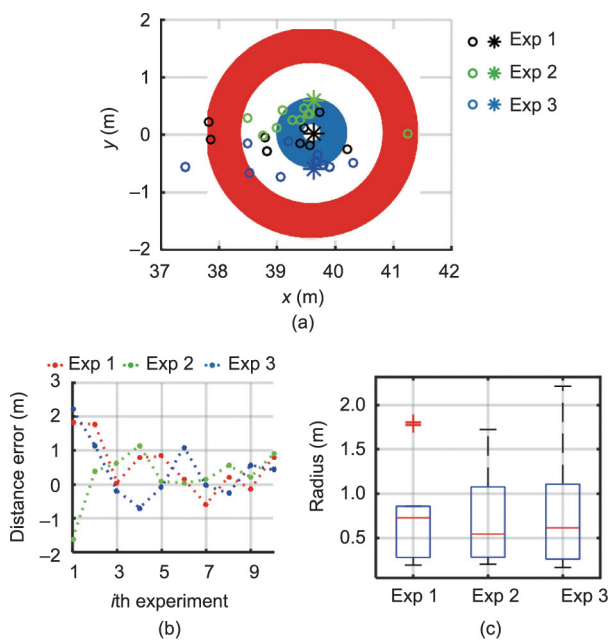 2
1
0
–1
–2
y (m)
37 38 39 40 41 42
x (m)
Exp 1
Exp 2
Exp 3
(a)
Exp 1 Exp 2 Exp 3
3
2
1
0
–1
–2
Distance error (m)
1 3 5 7 9
ith experiment
(b)
2.0
1.5
1.0
0.5
Radius (m)
Exp 1 Exp 2 Exp 3
(c)